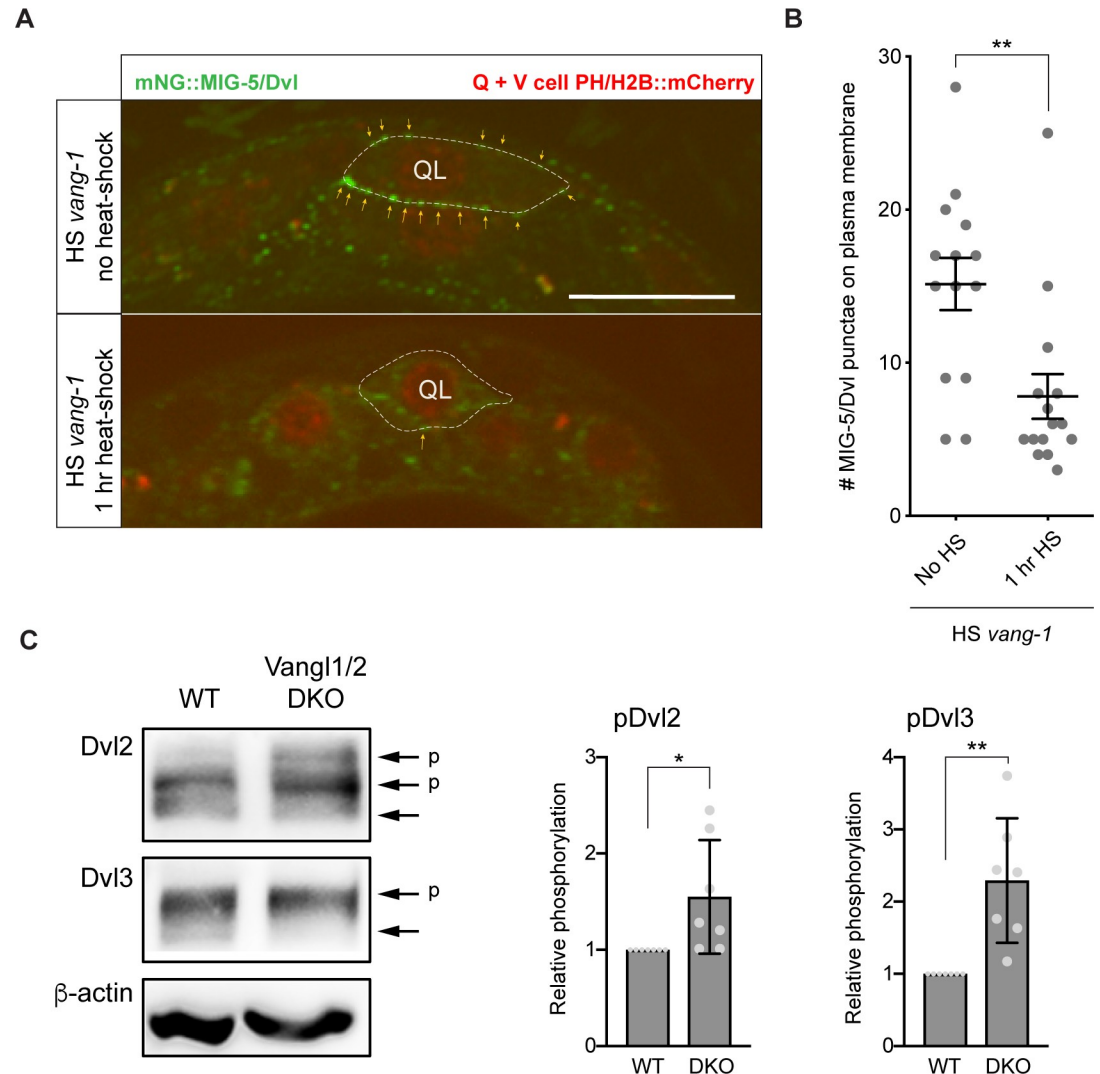 A
mNG::MIG-5/Dvl
Q + V cell PH/H2B::mCherry
HS vang-1
no heat-shock
QL
HS vang-1
1 hr heat-shock
QL
B
**
# MIG-5/Dvl punctae on plasma membrane
30
20
10
0
No HS
1 hr HS
HS vang-1
C
WT
Vangl1/2
DKO
Dvl2
p
p
Dvl3
p
β-actin
pDvl2
Relative phosphorylation
3
2
1
0
*
WT
DKO
pDvl3
Relative phosphorylation
4
3
2
1
0
**
WT
DKO